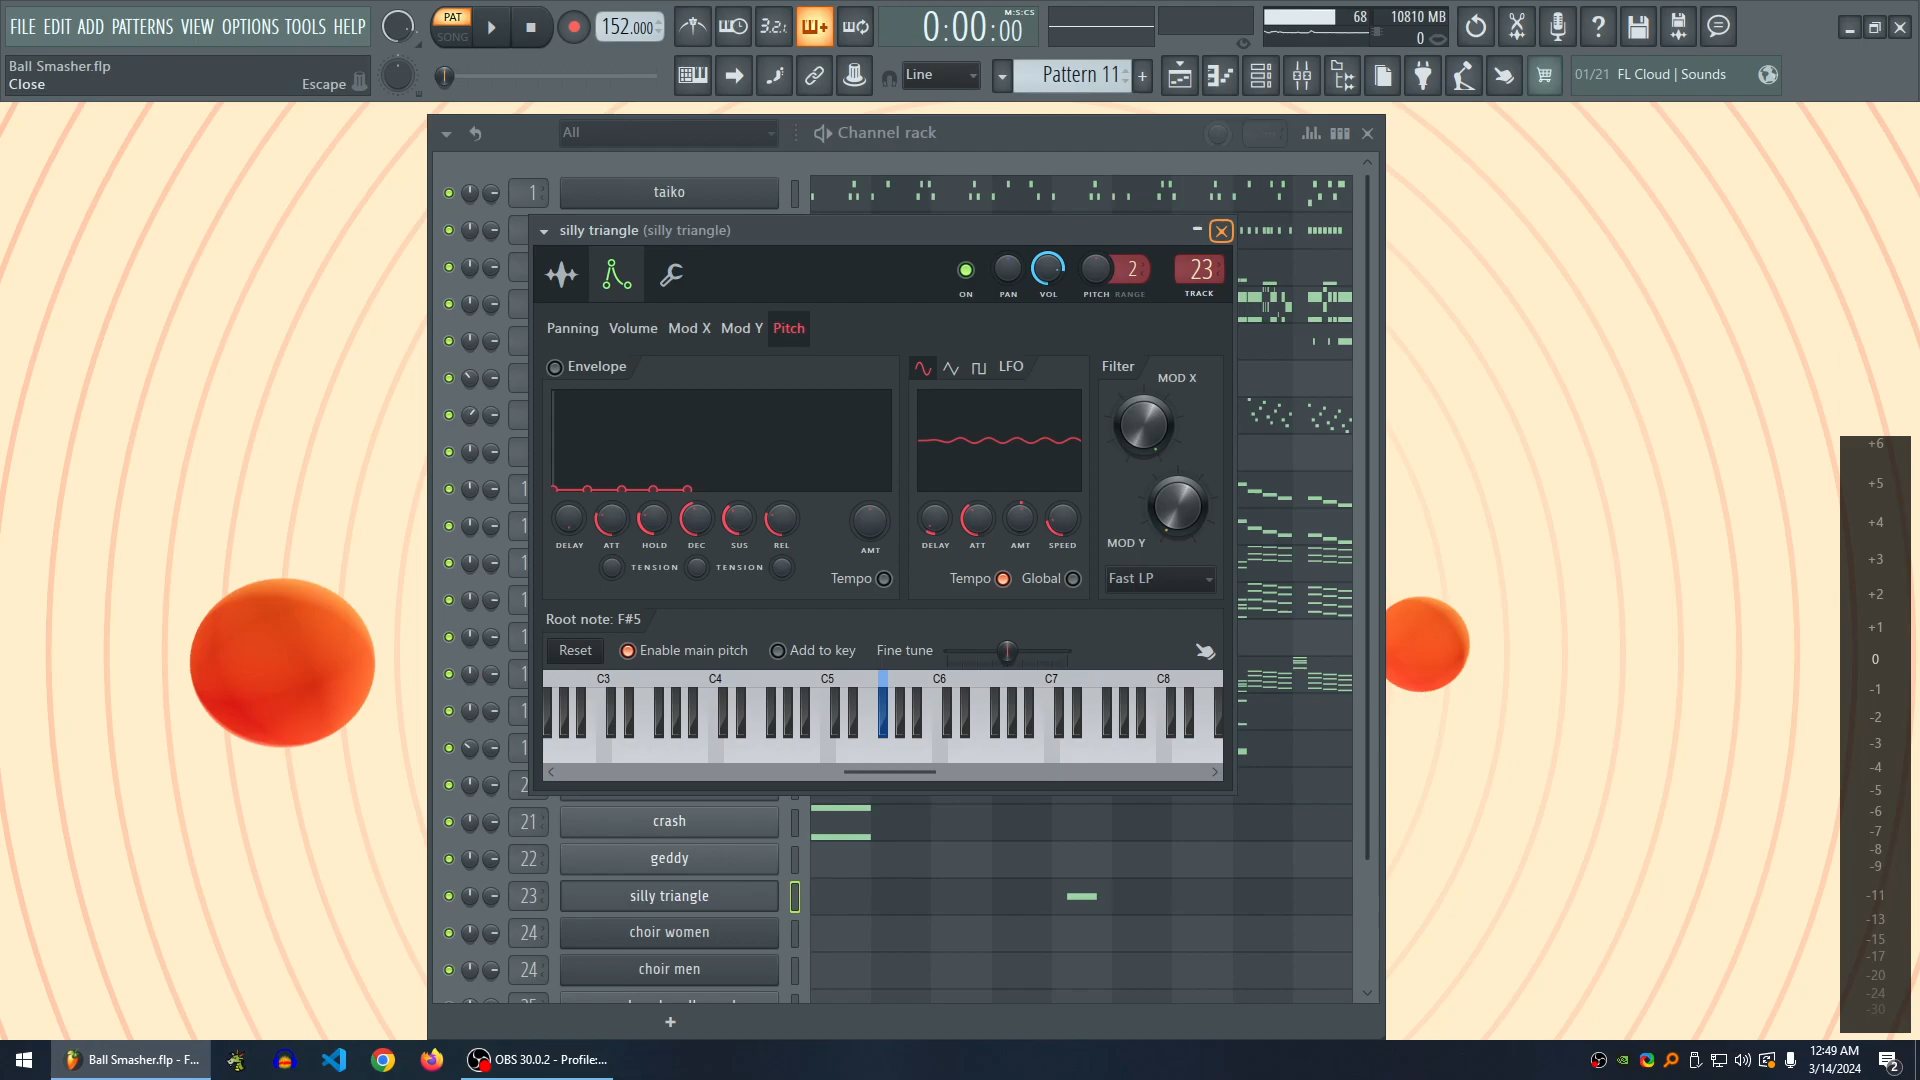 FILE EDIT ADD PATTERNS VIEW OPTIONS TOOLS HELP
PAT
SONG
152.000
3.2.1
0:00:00
M:S:CS
68
10810 MB
0
Ball Smasher.flp
Close
Escape
Line
Pattern 11
+
01/21 FL Cloud | Sounds
All
Channel rack
1
taiko
silly triangle (silly triangle)
ON
PAN
VOL
PITCH RANGE
2
23
TRACK
Panning Volume Mod X Mod Y Pitch
Envelope
LFO
Filter
MOD X
DELAY
ATT
HOLD
DEC
SUS
REL
AMT
TENSION
TENSION
Tempo
DELAY
ATT
AMT
SPEED
Tempo
Global
MOD Y
Fast LP
Root note: F#5
Reset
Enable main pitch
Add to key
Fine tune
C3
C4
C5
C6
C7
C8
21
crash
22
geddy
23
silly triangle
24
choir women
24
choir men
+
+6
+5
+4
+3
+2
+1
0
-1
-2
-3
-4
-5
-6
-7
-8
-9
-11
-13
-15
-17
-20
-24
-30
Ball Smasher.flp - F...
OBS 30.0.2 - Profile:...
12:49 AM
3/14/2024
2